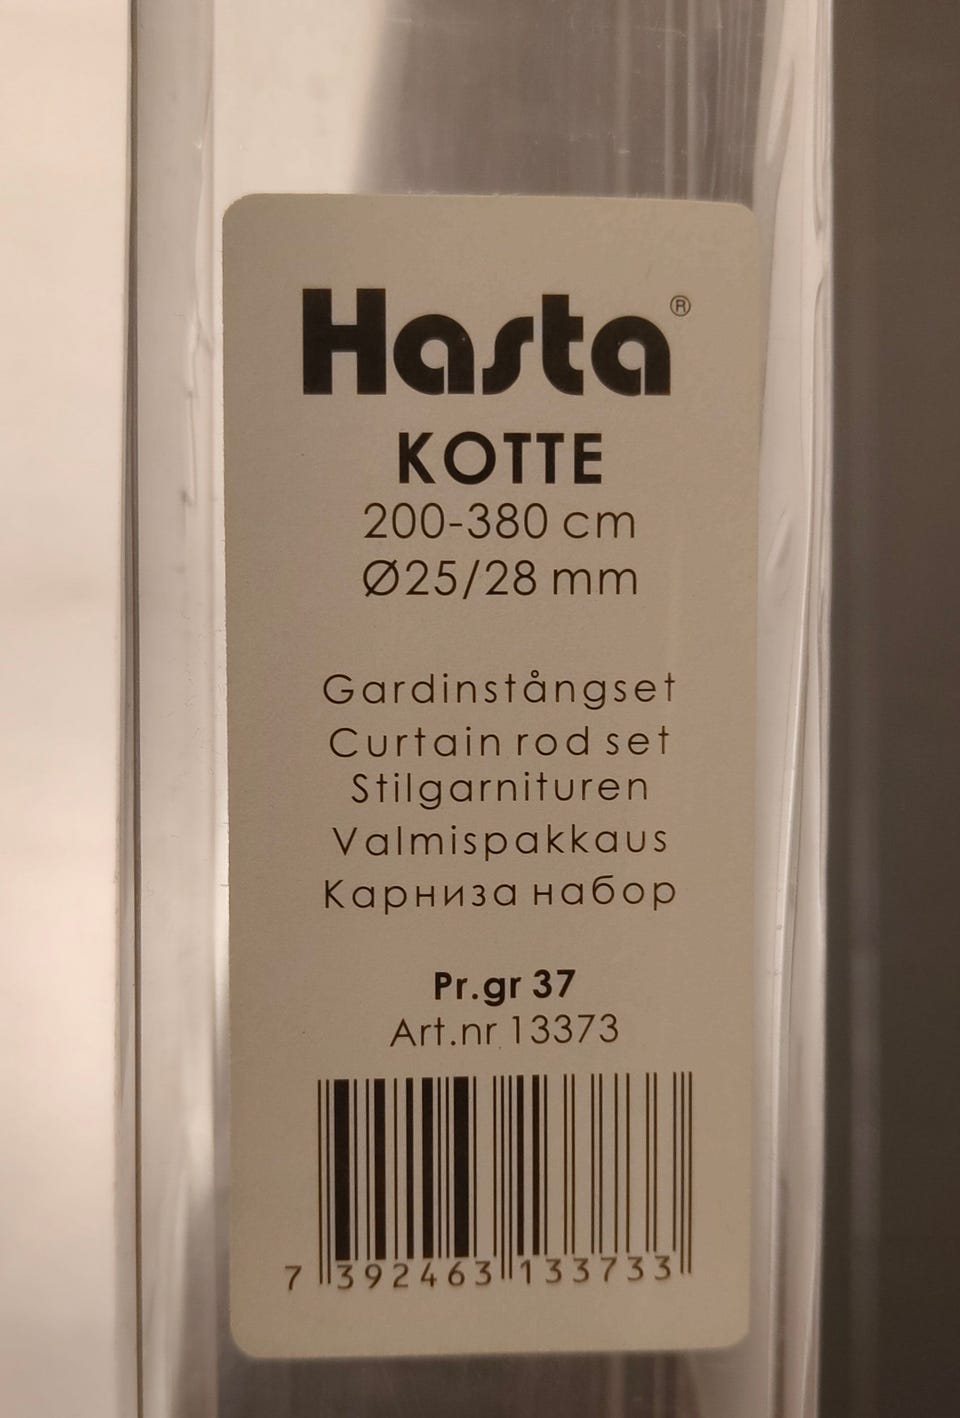 Hasta®
KOTTE
200-380 cm
Ø25/28 mm
Gardinstångset
Curtain rod set
Stilgarnituren
Valmispakkaus
Карниза набор
Pr.gr 37
Art.nr 13373
7 392463 133733